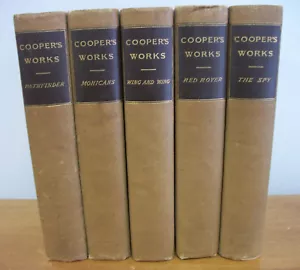 COOPER'S
WORKS
PATHFINDER
COOPER'S
WORKS
MOHICANS
COOPER'S
WORKS
WING AND WING
COOPER'S
WORKS
RED ROVER
COOPER'S
WORKS
THE SPY